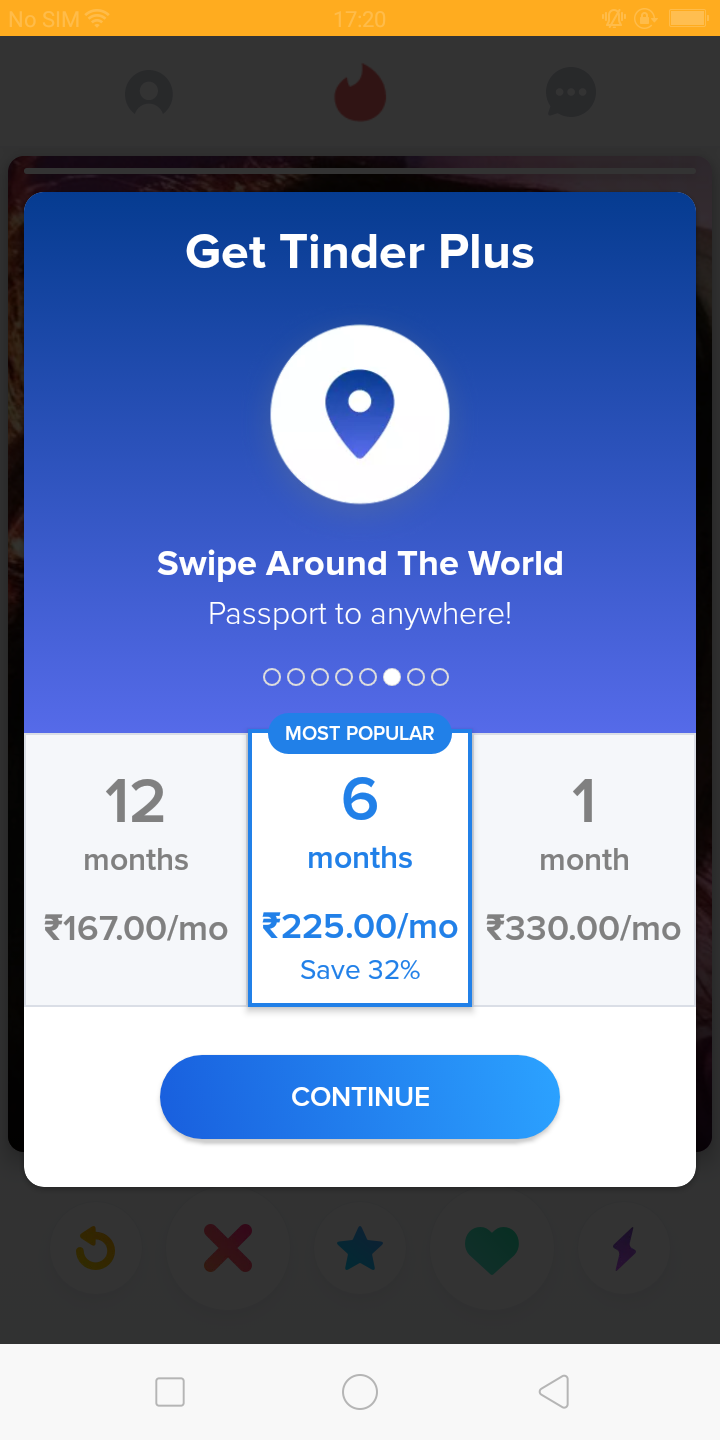 No SIM 17:20
Get Tinder Plus
Swipe Around The World
Passport to anywhere!
MOST POPULAR
12 6 1
months months month
₹167.00/mo ₹225.00/mo ₹330.00/mo
Save 32%
CONTINUE